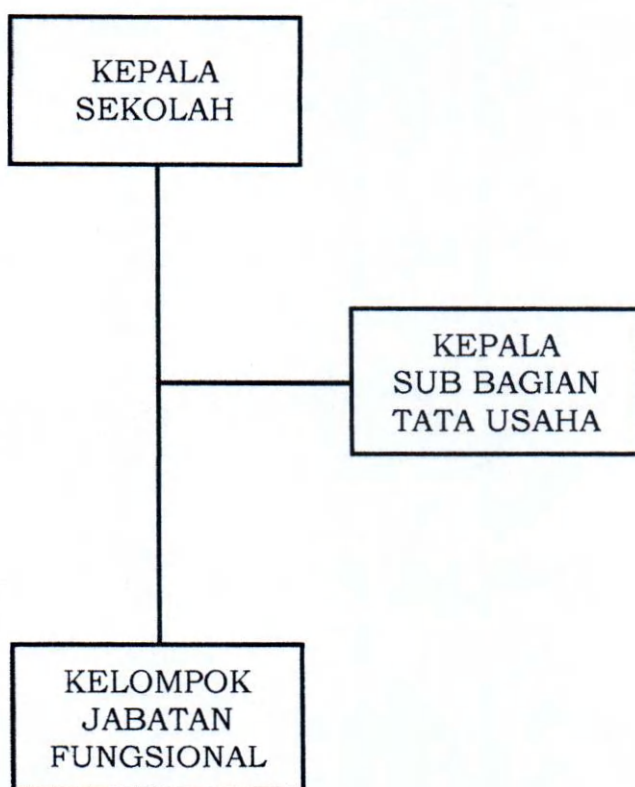 KEPALA
SEKOLAH
KEPALA
SUB BAGIAN
TATA USAHA
KELOMPOK
JABATAN
FUNGSIONAL